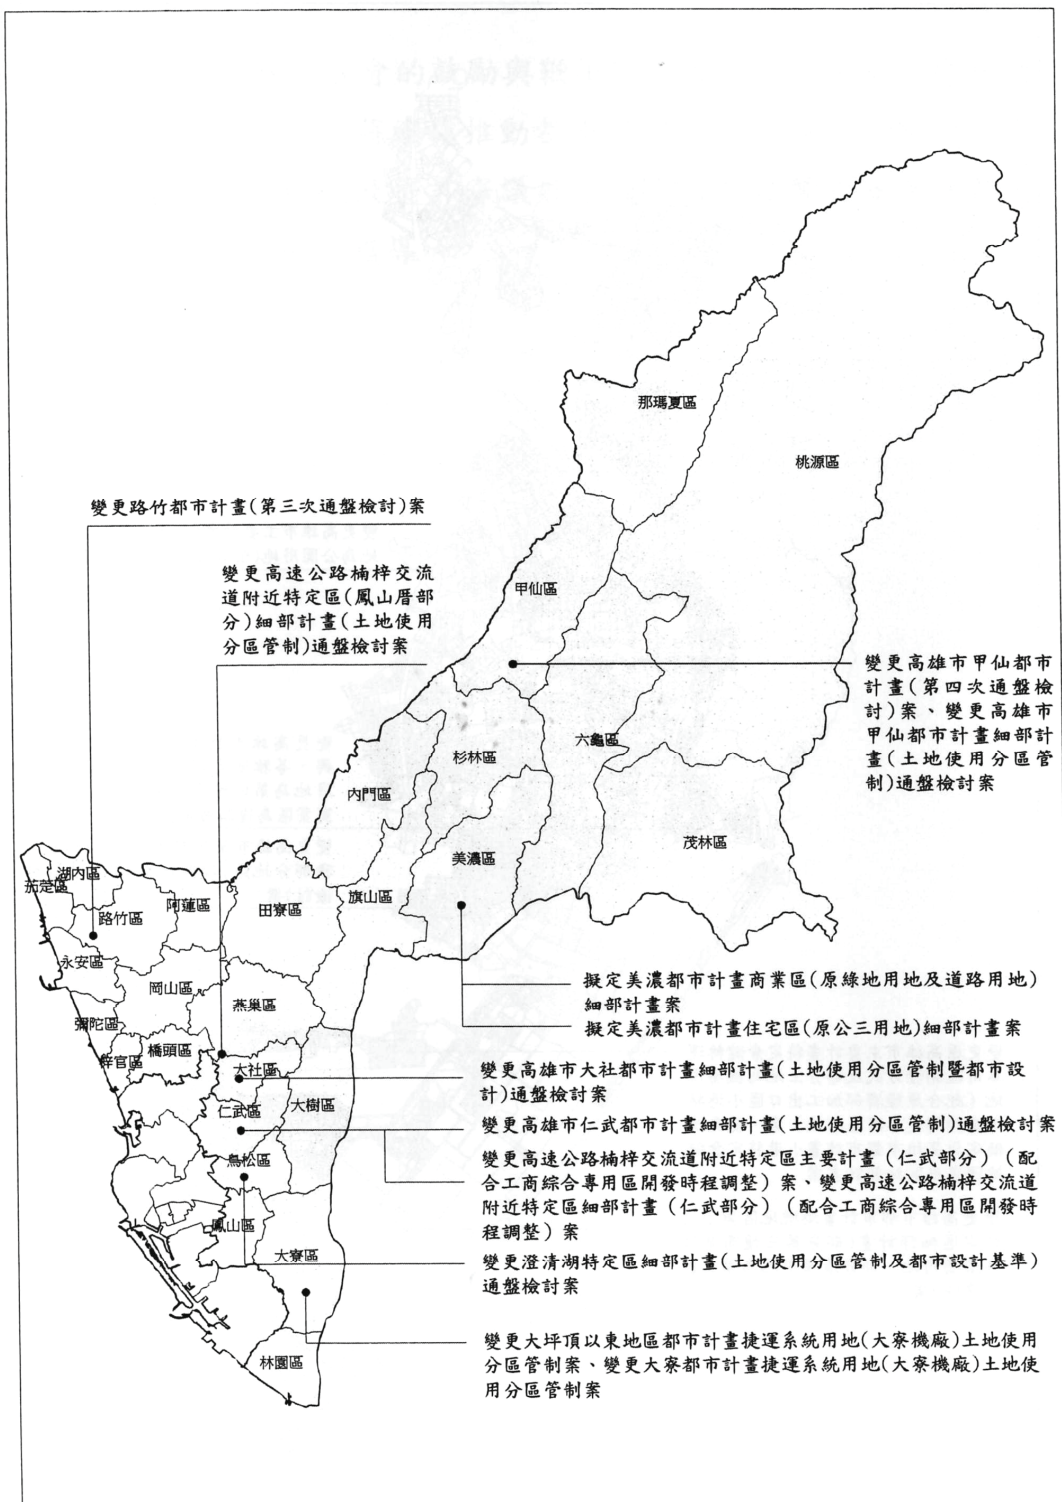 那瑪夏區
桃源區
變更路竹都市計畫(第三次通盤檢討)案
變更高速公路楠梓交流
道附近特定區(鳳山厝部
分)細部計畫(土地使用
分區管制)通盤檢討案
甲仙區
變更高雄市甲仙都市
計畫(第四次通盤檢
討)案、變更高雄市
甲仙都市計畫細部計
畫(土地使用分區管
制)通盤檢討案
六龜區
杉林區
內門區
茂林區
美濃區
湖內區
茄萣區
旗山區
阿蓮區
田寮區
路竹區
永安區
岡山區
燕巢區
彌陀區
橋頭區
梓官區
大社區
大樹區
仁武區
鳥松區
鳳山區
大寮區
林園區
擬定美濃都市計畫商業區(原綠地用地及道路用地)
細部計畫案
擬定美濃都市計畫住宅區(原公三用地)細部計畫案
變更高雄市大社都市計畫細部計畫(土地使用分區管制暨都市設
計)通盤檢討案
變更高雄市仁武都市計畫細部計畫(土地使用分區管制)通盤檢討案
變更高速公路楠梓交流道附近特定區主要計畫（仁武部分）（配
合工商綜合專用區開發時程調整）案、變更高速公路楠梓交流道
附近特定區細部計畫（仁武部分）（配合工商綜合專用區開發時
程調整）案
變更澄清湖特定區細部計畫(土地使用分區管制及都市設計基準)
通盤檢討案
變更大坪頂以東地區都市計畫捷運系統用地(大寮機廠)土地使用
分區管制案、變更大寮都市計畫捷運系統用地(大寮機廠)土地使
用分區管制案